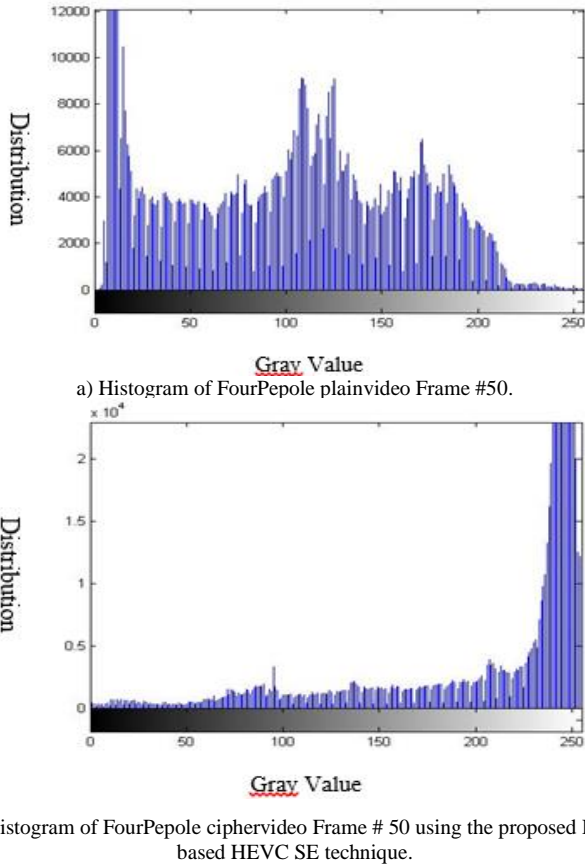 12000
10000
8000
6000
4000
2000
0
Distribution
0 50 100 150 200 250
Gray Value
a) Histogram of FourPepole plainvideo Frame #50.
x 10^4
2
1.5
1
0.5
0
Distribution
0 50 100 150 200 250
Gray Value
istogram of FourPepole ciphervideo Frame # 50 using the proposed
based HEVC SE technique.